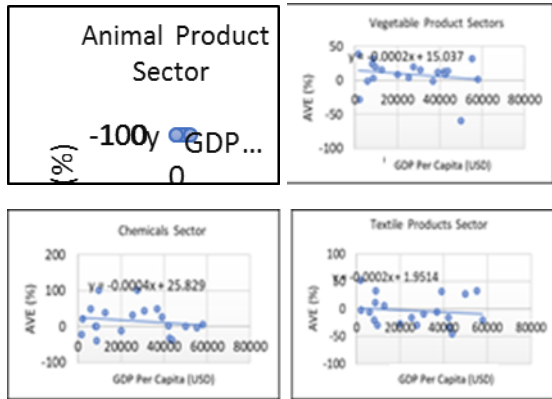 Animal Product
Sector
-100 y GDP...
0
(%)
Vegetable Product Sectors
y = -0.0002x + 15.037
50
0
-50
-100
0 20000 40000 60000 80000
AVE (%)
GDP Per Capita (USD)
Chemicals Sector
y = -0.0004x + 25.829
200
100
0
-100
0 20000 40000 60000 80000
AVE (%)
GDP Per Capita (USD)
Textile Products Sector
y = -0.0002x + 1.9514
100
50
0
-50
-100
0 20000 40000 60000 80000
AVE (%)
GDP Per Capita (USD)